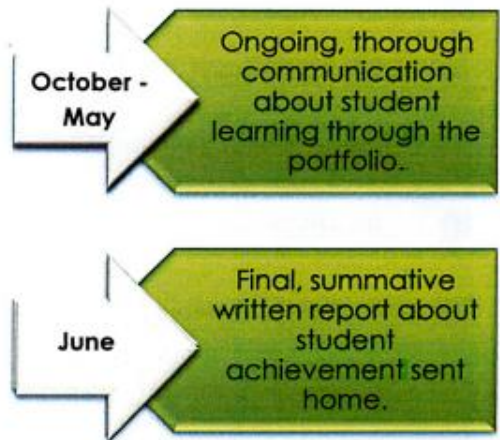 October -
May
Ongoing, thorough
communication
about student
learning through the
portfolio.
June
Final, summative
written report about
student
achievement sent
home.